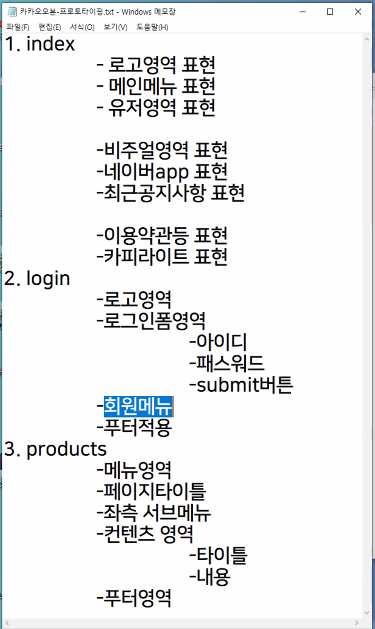 카카오오븐-프로토타이핑.txt - Windows 메모장
파일(F) 편집(E) 서식(O) 보기(V) 도움말(H)
1. index
- 로고영역 표현
- 메인메뉴 표현
- 유저영역 표현
-비주얼영역 표현
-네이버app 표현
-최근공지사항 표현
-이용약관등 표현
-카피라이트 표현
2. login
-로고영역
-로그인폼영역
-아이디
-패스워드
-submit버튼
-회원메뉴
-푸터적용
3. products
-메뉴영역
-페이지타이틀
-좌측 서브메뉴
-컨텐츠 영역
-타이틀
-내용
-푸터영역